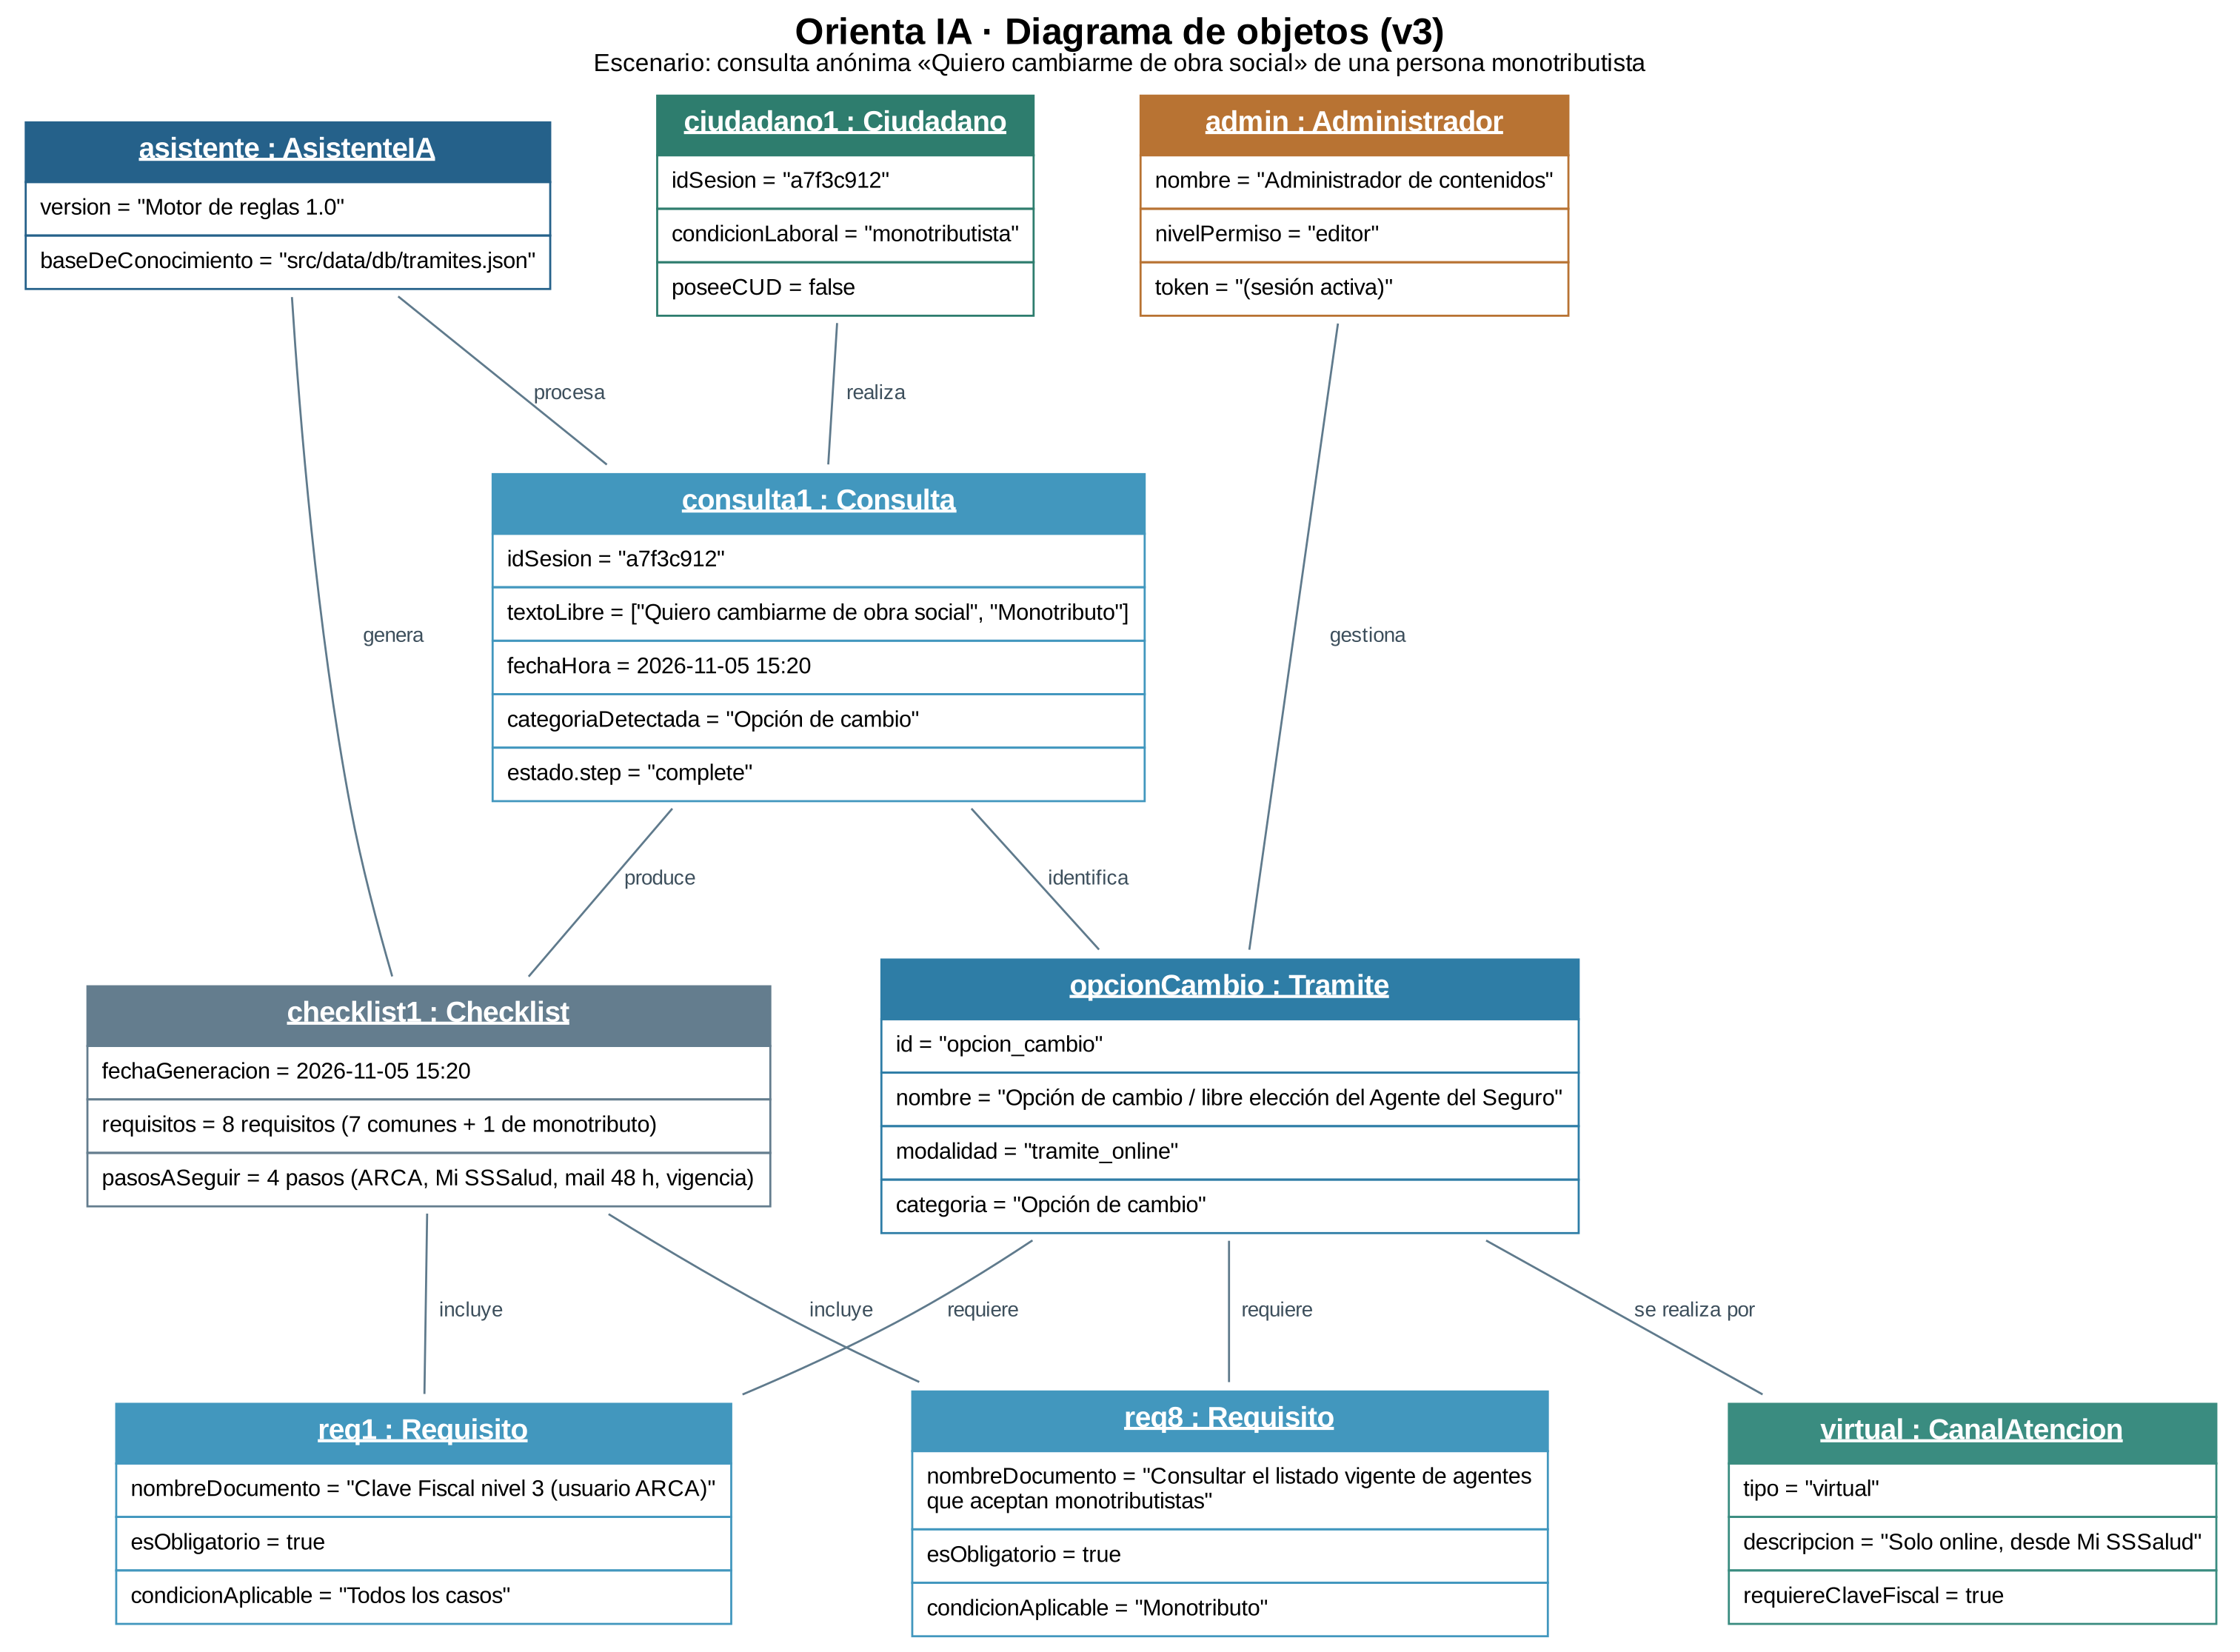 Orienta IA · Diagrama de objetos (v3)
Escenario: consulta anónima «Quiero cambiarme de obra social» de una persona monotributista
asistente : AsistenteIA
version = "Motor de reglas 1.0"
baseDeConocimiento = "src/data/db/tramites.json"
ciudadano1 : Ciudadano
idSesion = "a7f3c912"
condicionLaboral = "monotributista"
poseeCUD = false
admin : Administrador
nombre = "Administrador de contenidos"
nivelPermiso = "editor"
token = "(sesión activa)"
procesa
realiza
consulta1 : Consulta
idSesion = "a7f3c912"
textoLibre = ["Quiero cambiarme de obra social", "Monotributo"]
fechaHora = 2026-11-05 15:20
categoriaDetectada = "Opción de cambio"
estado.step = "complete"
genera
gestiona
produce
identifica
checklist1 : Checklist
fechaGeneracion = 2026-11-05 15:20
requisitos = 8 requisitos (7 comunes + 1 de monotributo)
pasosASeguir = 4 pasos (ARCA, Mi SSSalud, mail 48 h, vigencia)
opcionCambio : Tramite
id = "opcion_cambio"
nombre = "Opción de cambio / libre elección del Agente del Seguro"
modalidad = "tramite_online"
categoria = "Opción de cambio"
incluye
incluye
requiere
requiere
se realiza por
req1 : Requisito
nombreDocumento = "Clave Fiscal nivel 3 (usuario ARCA)"
esObligatorio = true
condicionAplicable = "Todos los casos"
req8 : Requisito
nombreDocumento = "Consultar el listado vigente de agentes
que aceptan monotributistas"
esObligatorio = true
condicionAplicable = "Monotributo"
virtual : CanalAtencion
tipo = "virtual"
descripcion = "Solo online, desde Mi SSSalud"
requiereClaveFiscal = true